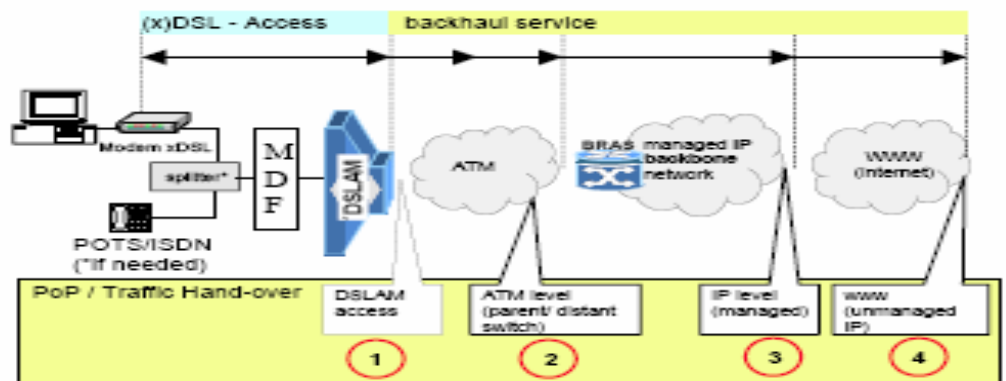 (x)DSL - Access
backhaul service
Modem xDSL
splitter*
POTS/ISDN
(*if needed)
M
D
F
DSLAM
ATM
BRAS
managed IP
backbone
network
WWW
(Internet)
PoP / Traffic Hand-over
DSLAM
access
ATM level
(parent/ distant
switch)
IP level
(managed)
www
(unmanaged
IP)
1
2
3
4